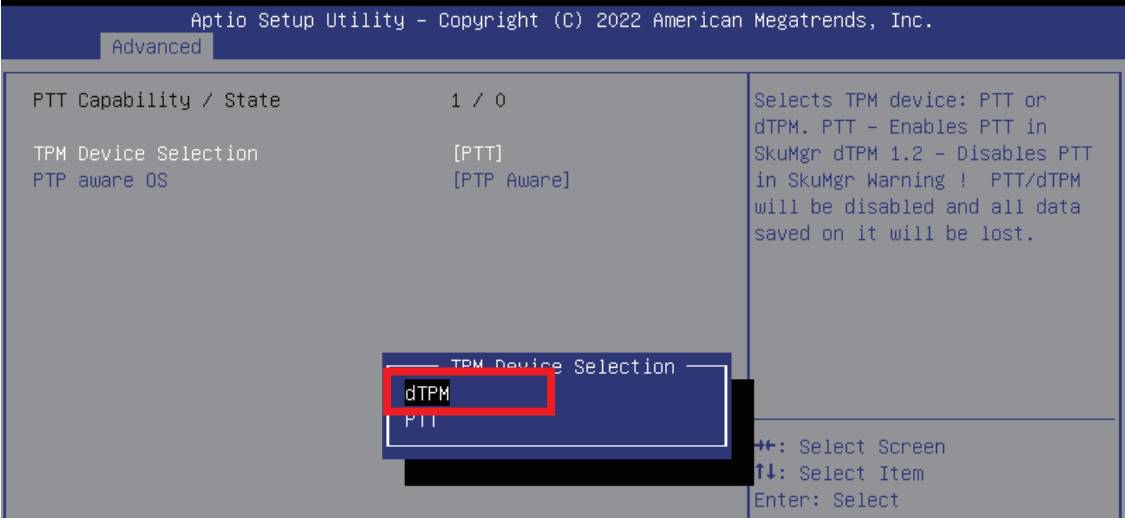 Aptio Setup Utility – Copyright (C) 2022 American Megatrends, Inc.
Advanced
PTT Capability / State 1 / 0
TPM Device Selection [PTT]
PTP aware OS [PTP Aware]
Selects TPM device: PTT or
dTPM. PTT – Enables PTT in
SkuMgr dTPM 1.2 – Disables PTT
in SkuMgr Warning ! PTT/dTPM
will be disabled and all data
saved on it will be lost.
TPM Device Selection
dTPM
PTT
→←: Select Screen
↑↓: Select Item
Enter: Select